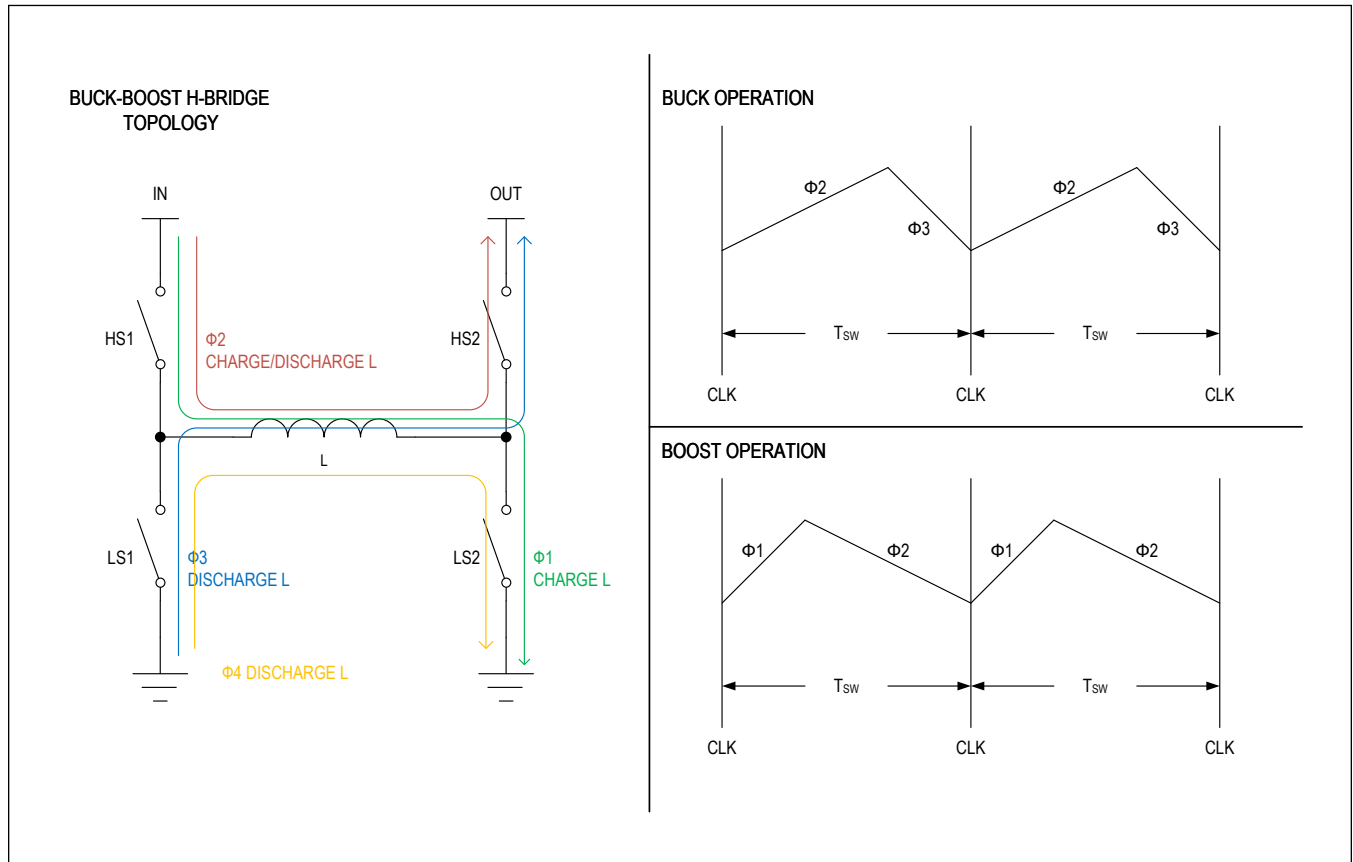 BUCK-BOOST H-BRIDGE
TOPOLOGY
IN
OUT
HS1
Φ2
CHARGE/DISCHARGE L
HS2
L
LS1
Φ3
DISCHARGE L
LS2
Φ1
CHARGE L
Φ4 DISCHARGE L
BUCK OPERATION
Φ2
Φ3
Φ2
Φ3
TSW
TSW
CLK
CLK
CLK
BOOST OPERATION
Φ1
Φ2
Φ1
Φ2
TSW
TSW
CLK
CLK
CLK